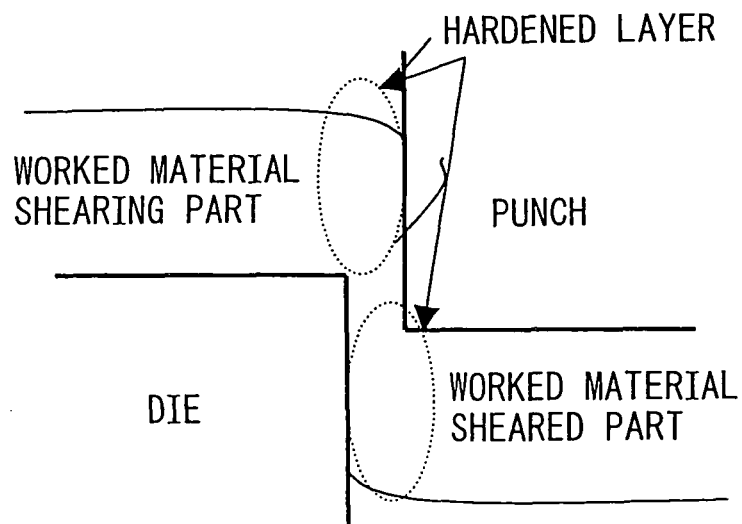 HARDENED LAYER
WORKED MATERIAL
SHEARING PART
PUNCH
DIE
WORKED MATERIAL
SHEARED PART